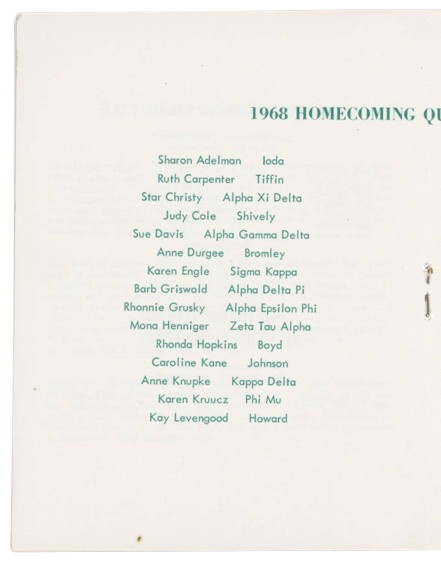 1968 HOMECOMING QU
Sharon Adelman Ioda
Ruth Carpenter Tiffin
Star Christy Alpha Xi Delta
Judy Cole Shively
Sue Davis Alpha Gamma Delta
Anne Durgee Bromley
Karen Engle Sigma Kappa
Barb Griswold Alpha Delta Pi
Rhonnie Grusky Alpha Epsilon Phi
Mona Henniger Zeta Tau Alpha
Rhonda Hopkins Boyd
Caroline Kane Johnson
Anne Knupke Kappa Delta
Karen Kruucz Phi Mu
Kay Levengood Howard